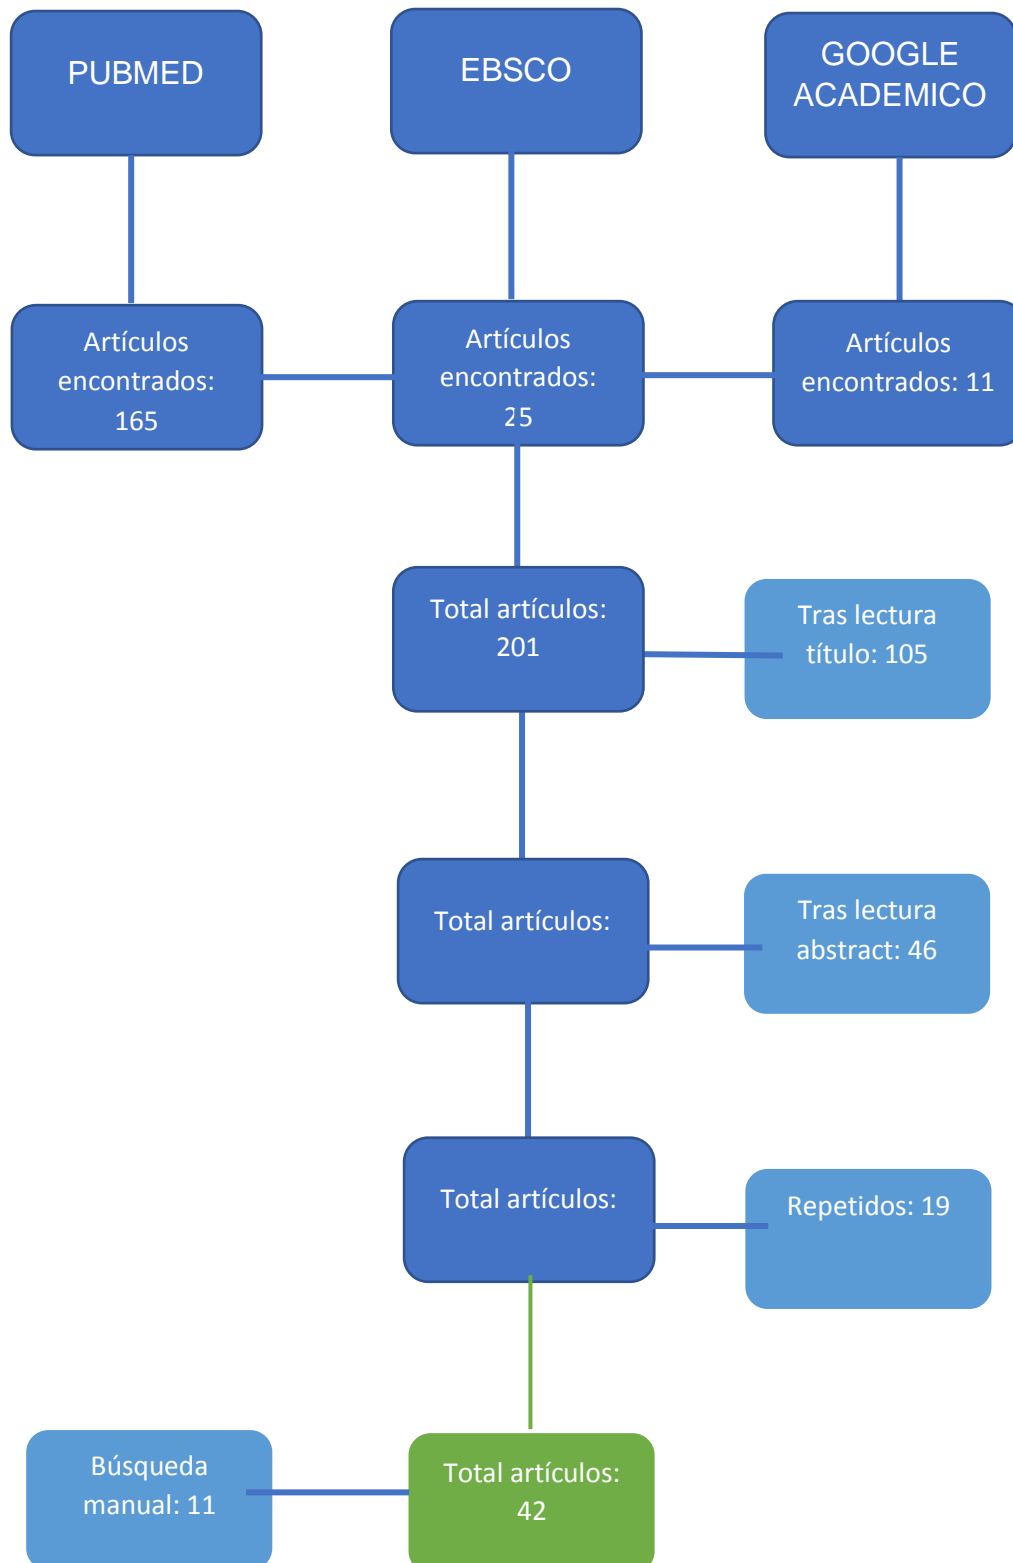 PUBMED
EBSCO
GOOGLE
ACADEMICO
Artículos
encontrados:
165
Artículos
encontrados:
25
Artículos
encontrados: 11
Total artículos:
201
Tras lectura
título: 105
Total artículos:
Tras lectura
abstract: 46
Total artículos:
Repetidos: 19
Búsqueda
manual: 11
Total artículos:
42